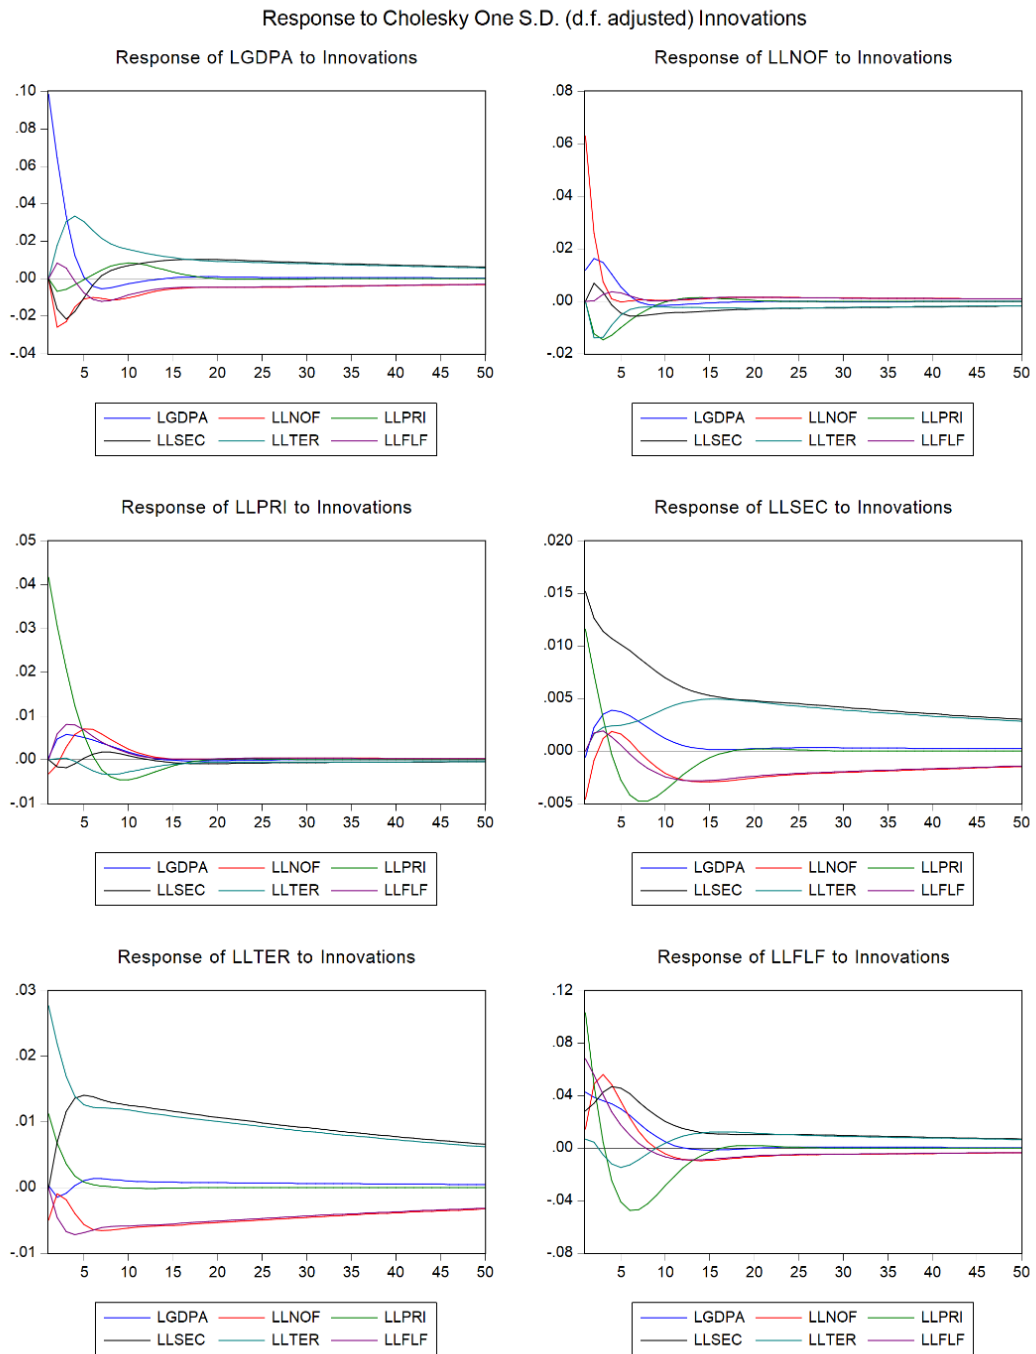 Response to Cholesky One S.D. (d.f. adjusted) Innovations
Response of LGDPA to Innovations
.10
.08
.06
.04
.02
.00
-.02
-.04
5 10 15 20 25 30 35 40 45 50
LGDPA LLNOF LLPRI
LLSEC LLTER LLFLF
Response of LLNOF to Innovations
.08
.06
.04
.02
.00
-.02
5 10 15 20 25 30 35 40 45 50
LGDPA LLNOF LLPRI
LLSEC LLTER LLFLF
Response of LLPRI to Innovations
.05
.04
.03
.02
.01
.00
-.01
5 10 15 20 25 30 35 40 45 50
LGDPA LLNOF LLPRI
LLSEC LLTER LLFLF
Response of LLSEC to Innovations
.020
.015
.010
.005
.000
-.005
5 10 15 20 25 30 35 40 45 50
LGDPA LLNOF LLPRI
LLSEC LLTER LLFLF
Response of LLTER to Innovations
.03
.02
.01
.00
-.01
5 10 15 20 25 30 35 40 45 50
LGDPA LLNOF LLPRI
LLSEC LLTER LLFLF
Response of LLFLF to Innovations
.12
.08
.04
.00
-.04
-.08
5 10 15 20 25 30 35 40 45 50
LGDPA LLNOF LLPRI
LLSEC LLTER LLFLF